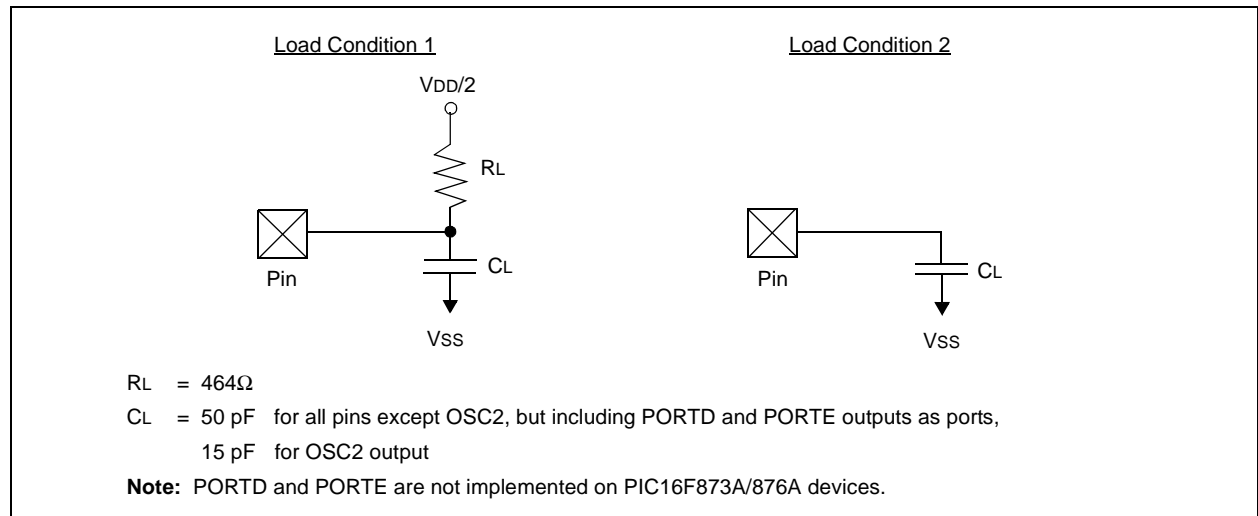 Load Condition 1
Load Condition 2
VDD/2
RL
Pin
CL
VSS
Pin
CL
VSS
RL = 464Ω
CL = 50 pF for all pins except OSC2, but including PORTD and PORTE outputs as ports,
15 pF for OSC2 output
Note: PORTD and PORTE are not implemented on PIC16F873A/876A devices.